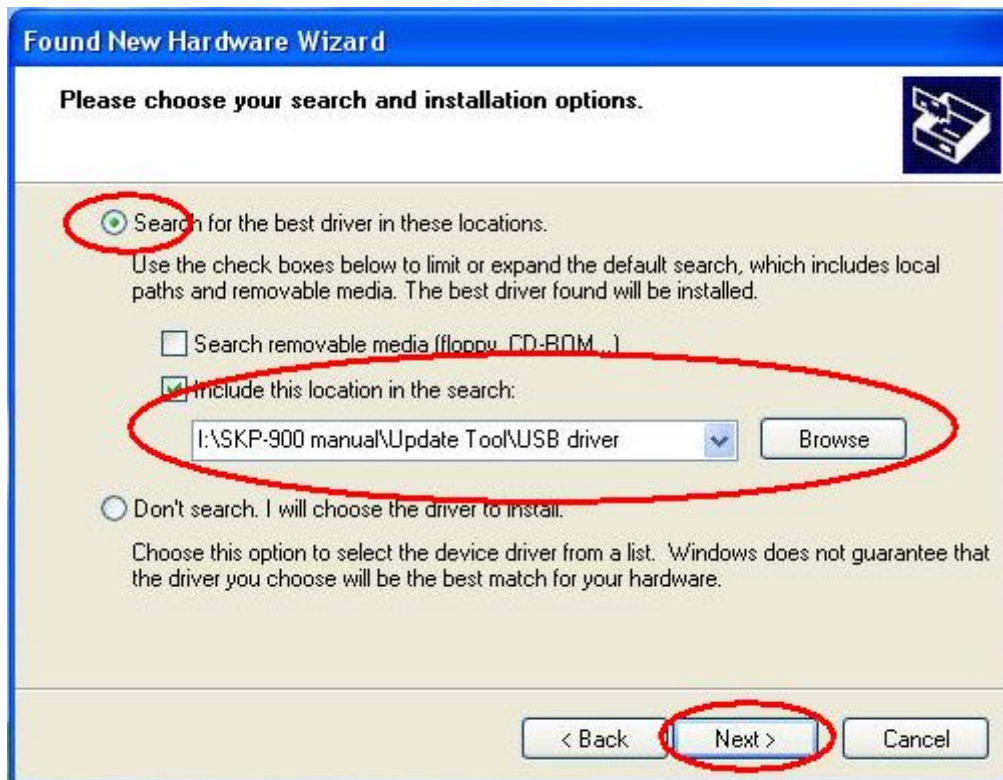 Found New Hardware Wizard
Please choose your search and installation options.
Search for the best driver in these locations.
Use the check boxes below to limit or expand the default search, which includes local
paths and removable media. The best driver found will be installed.
Search removable media (floppy, CD-ROM...)
Include this location in the search:
I:\SKP-900 manual\Update Tool\USB driver
Browse
Don't search. I will choose the driver to install.
Choose this option to select the device driver from a list. Windows does not guarantee that
the driver you choose will be the best match for your hardware.
< Back Next > Cancel